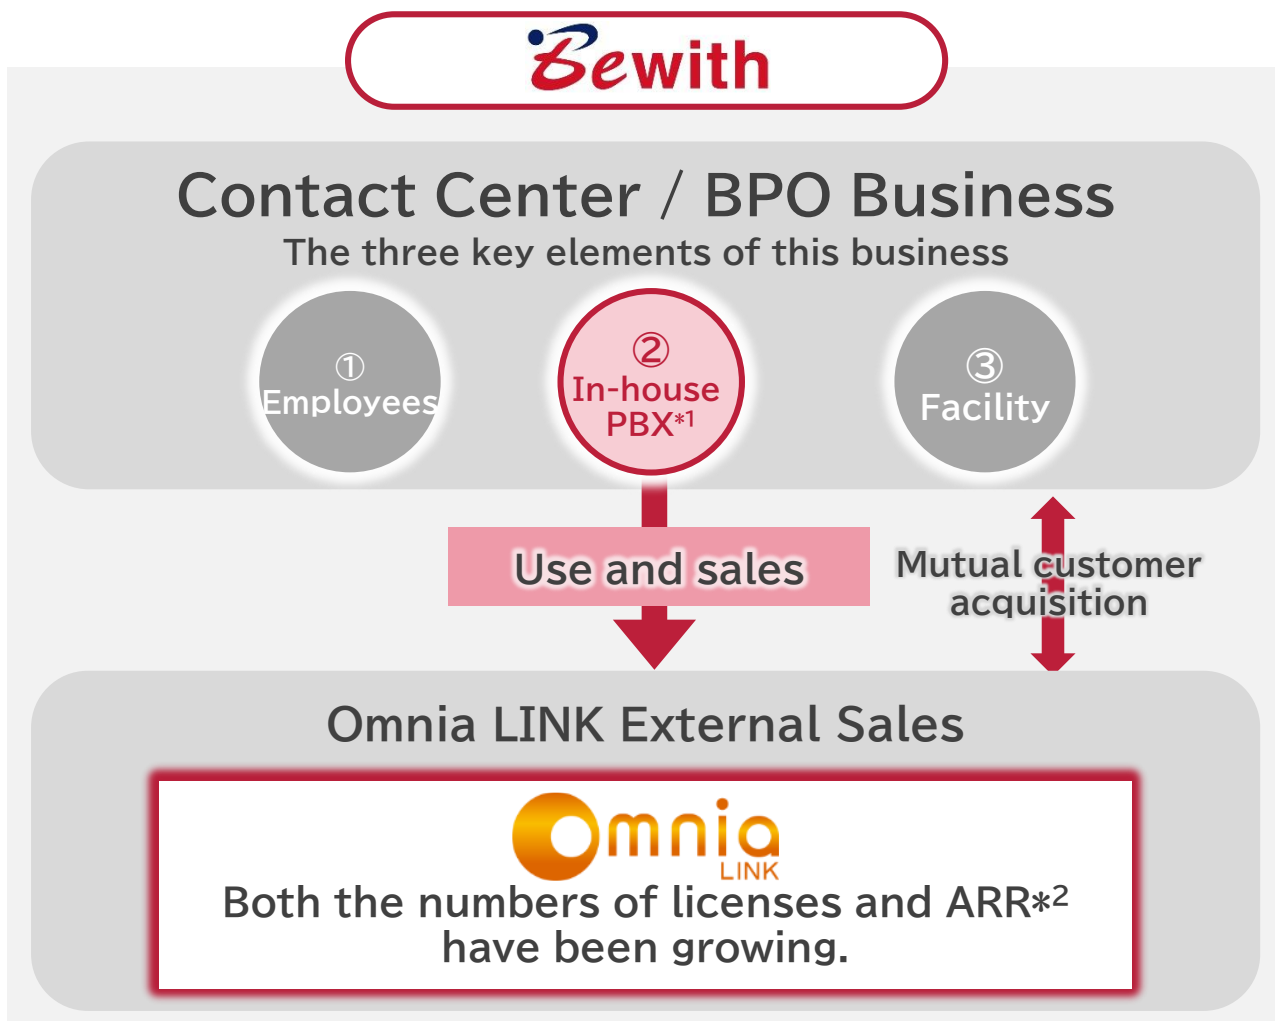 Bewith
Contact Center / BPO Business
The three key elements of this business
①
Employees
②
In-house
PBX*1
③
Facility
Use and sales
Mutual customer
acquisition
Omnia LINK External Sales
Omnia
LINK
Both the numbers of licenses and ARR*2
have been growing.